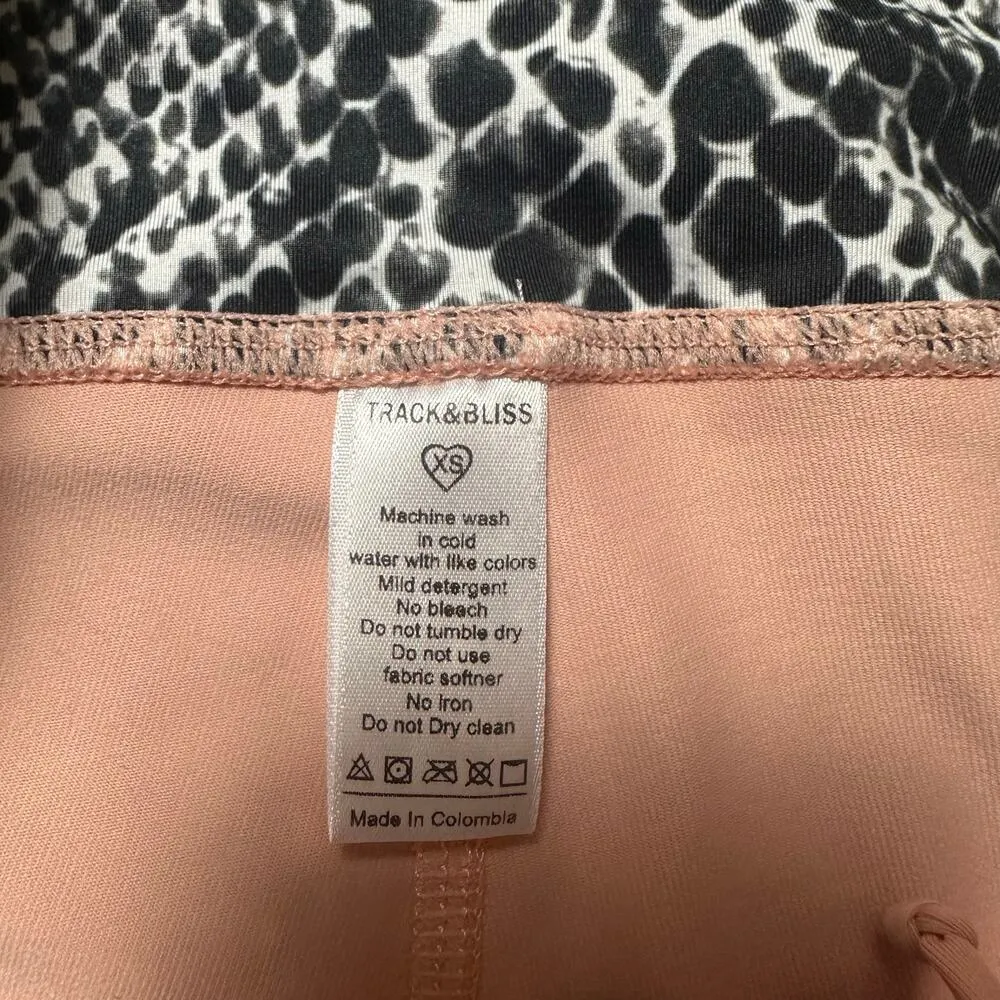 TRACK&BLISS
XS
Machine wash
in cold
water with like colors
Mild detergent
No bleach
Do not tumble dry
Do not use
fabric softner
No Iron
Do not Dry clean
Made In Colombia